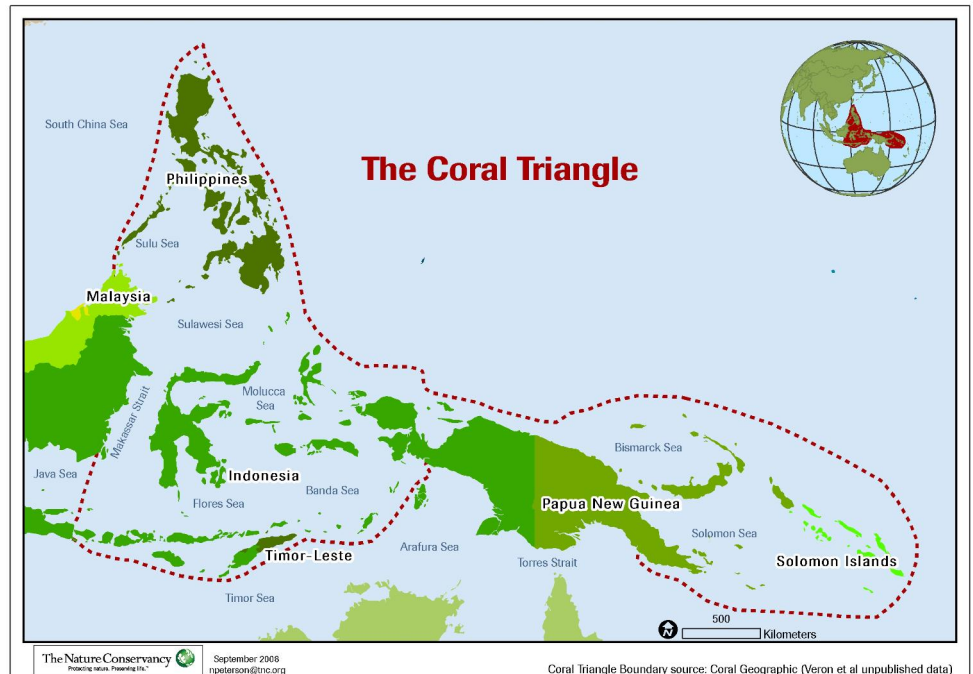 The Coral Triangle
South China Sea
Philippines
Sulu Sea
Malaysia
Sulawesi Sea
Molucca
Sea
Makassar Strait
Java Sea
Indonesia
Flores Sea
Banda Sea
Timor-Leste
Timor Sea
Arafura Sea
Torres Strait
Bismarck Sea
Papua New Guinea
Solomon Sea
Solomon Islands
500
N
Kilometers
The Nature Conservancy
Protecting nature. Preserving life.™
September 2008
npeterson@tnc.org
Coral Triangle Boundary source: Coral Geographic (Veron et al unpublished data)